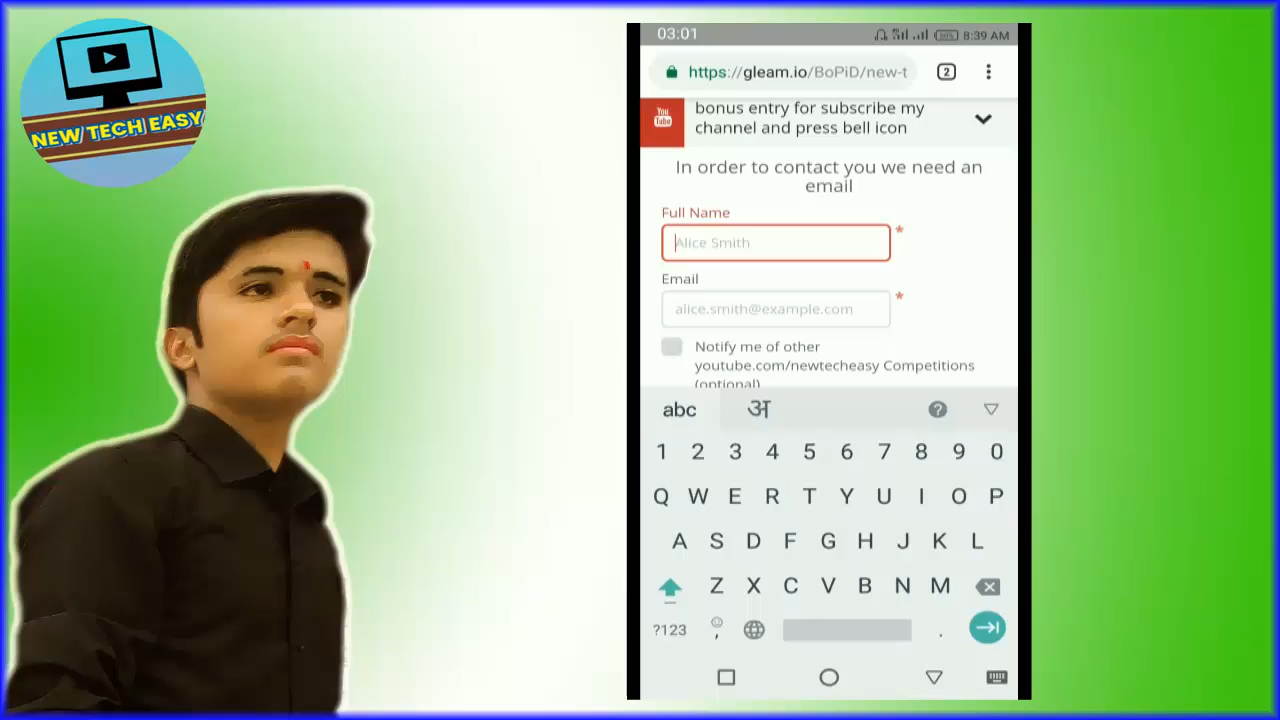 NEW TECH EASY
03:01
8:39 AM
https://gleam.io/BoPiD/new-t
2
You
Tube
bonus entry for subscribe my
channel and press bell icon
In order to contact you we need an
email
Full Name
*
Alice Smith
Email
*
alice.smith@example.com
Notify me of other
youtube.com/newtecheasy Competitions
(optional)
abc अ ?
1 2 3 4 5 6 7 8 9 0
Q W E R T Y U I O P
A S D F G H J K L
Z X C V B N M
?123 , .